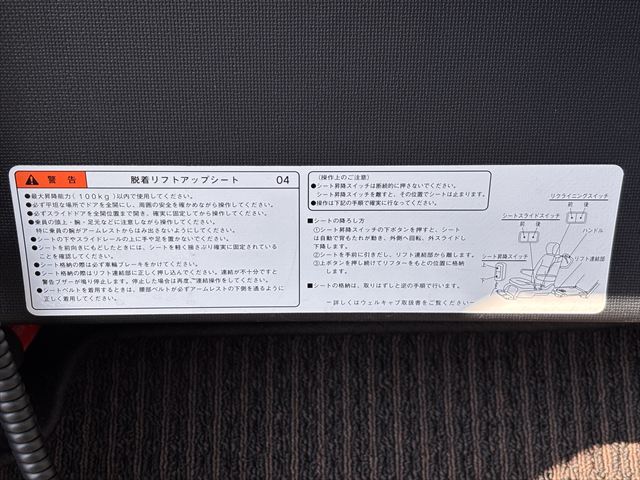 警告 脱着リフトアップシート 04
●最大昇降能力（100kg）以内で使用してください。
●必ず平坦な場所でドアを全開にし、周囲の安全を確かめながら操作してください。
●必ずスライドドアを全開位置まで開き、確実に固定してから操作してください。
●乗員の頭上・腕・足元などに注意しながら操作してください。
特に乗員の腕がアームレストからはみ出さないようにしてください。
●シートの下やスライドレールの上に手や足を置かないでください。
●シートを前向きにもどしたときには、シートを軽く揺さぶり確実に固定されている
ことを確認してください。
●シート格納の際は必ず車輪ブレーキをかけてください。
●シート格納の際はリフト連結部に正しく押し込んでください。連結が不十分ですと
警告ブザーが鳴り停止します。停止した場合は再度、連結操作をしてください。
●シートベルトを着用するときは、腰部ベルトが必ずアームレストの下側を通るように
正しく着用してください。
（操作上のご注意）
●シート昇降スイッチは断続的に押さないでください。
シート昇降スイッチを離すと、その位置でシートは止まります。
●操作は下記の手順で確実に行なってください。
■シートの降ろし方
①シート昇降スイッチの下ボタンを押すと、シート
は自動で背もたれが動き、外側へ回転、外スライドし
下降します。
②シートを手前に引きだし、リフト連結部から離します。
③上ボタンを押し続けてリフターをもとの位置に格納
します。
■シートの格納は、取りはずしと逆の手順で行います。
－詳しくはウェルキャブ取扱書をご覧ください－
リクライニングスイッチ
前 後
シートスライドスイッチ
前 後
ハンドル
シート昇降スイッチ
リフト連結部